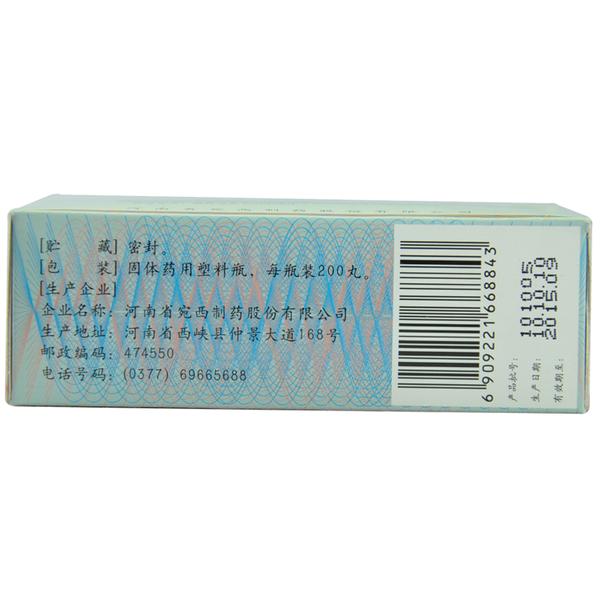 [贮 藏] 密封。
[包 装] 固体药用塑料瓶，每瓶装200丸。
[生产企业]
企业名称：河南省宛西制药股份有限公司
生产地址：河南省西峡县仲景大道168号
邮政编码：474550
电话号码：(0377) 69665688
6 909221 668843
产品批号： 101005
生产日期： 10.10.10
有效期至： 2015.09